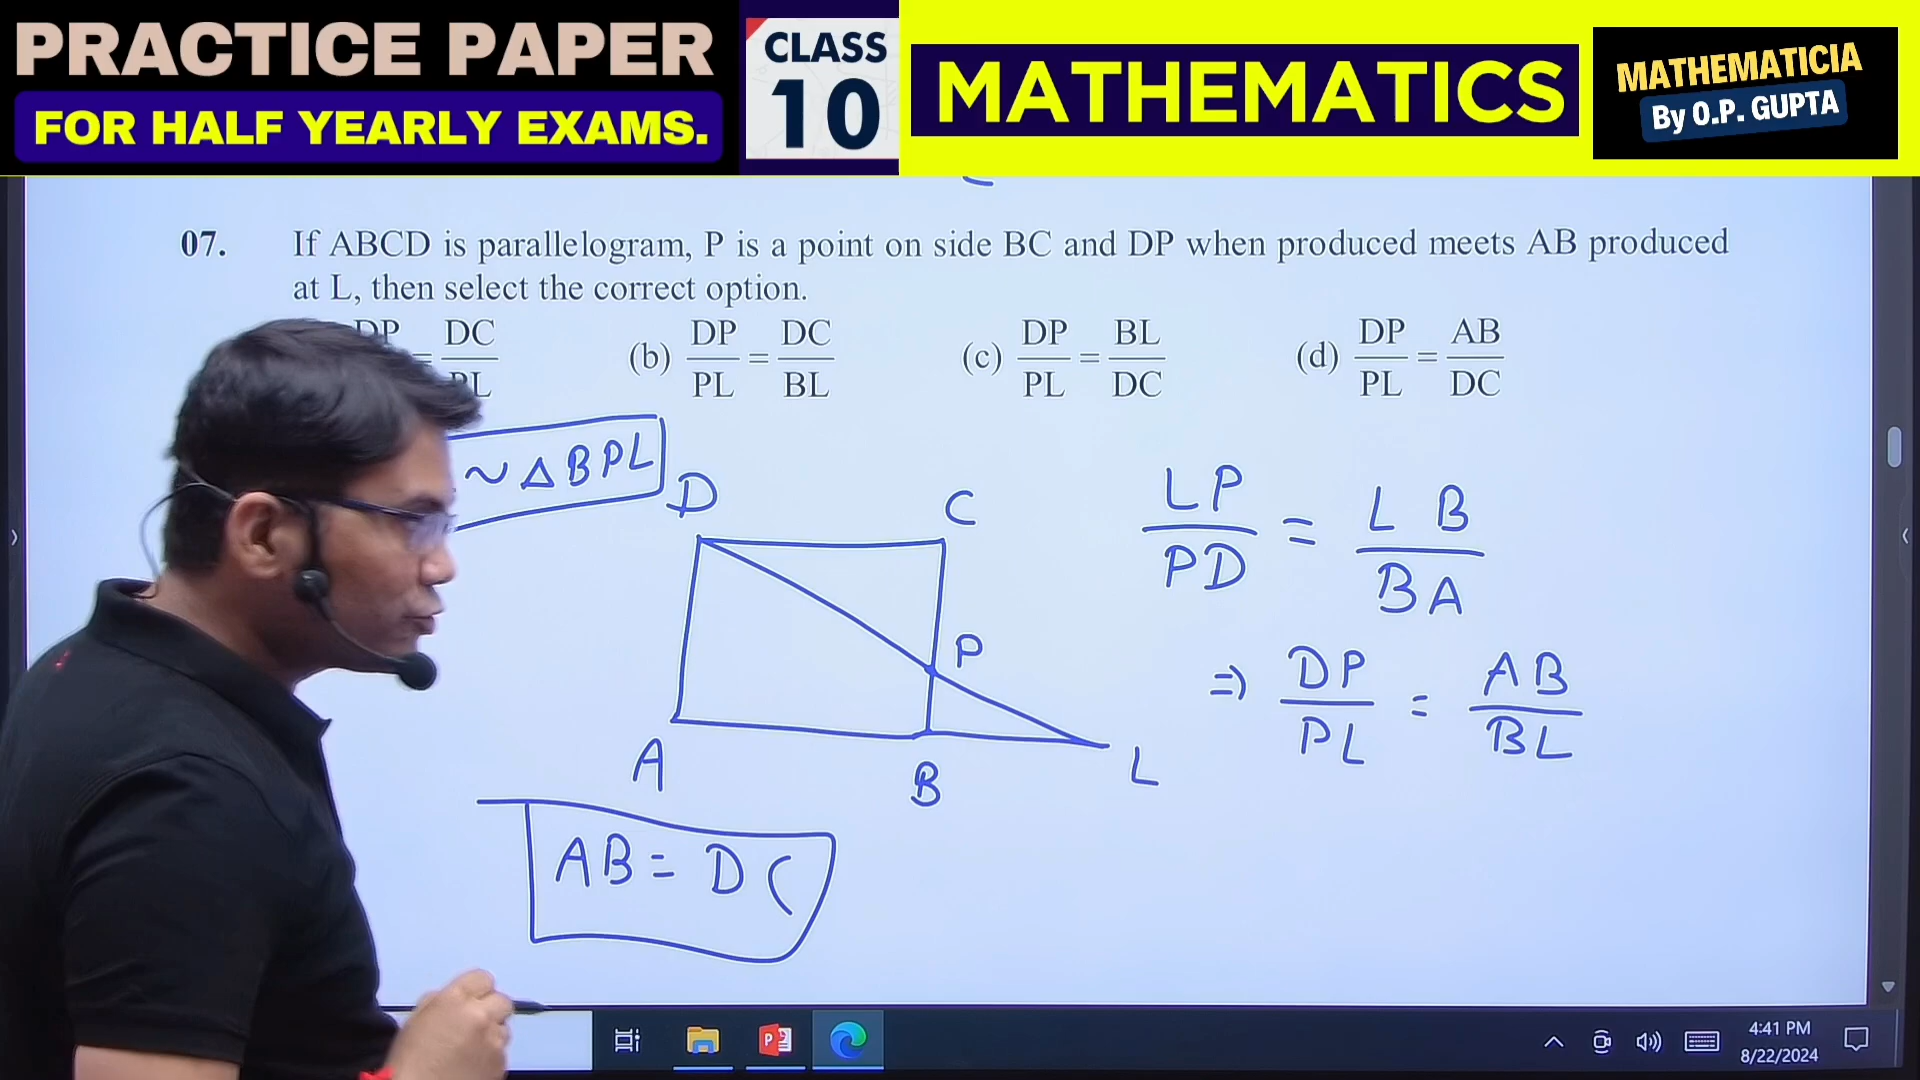 PRACTICE PAPER
FOR HALF YEARLY EXAMS.
CLASS
10
MATHEMATICS
MATHEMATICIA
By O.P. GUPTA
07. If ABCD is parallelogram, P is a point on side BC and DP when produced meets AB produced
at L, then select the correct option.
DP = DC/PL (b) DP/PL = DC/BL (c) DP/PL = BL/DC (d) DP/PL = AB/DC
~ Δ BPL
D C
P
A B L
LP/PD = LB/BA
⇒ DP/PL = AB/BL
AB = DC
4:41 PM
8/22/2024